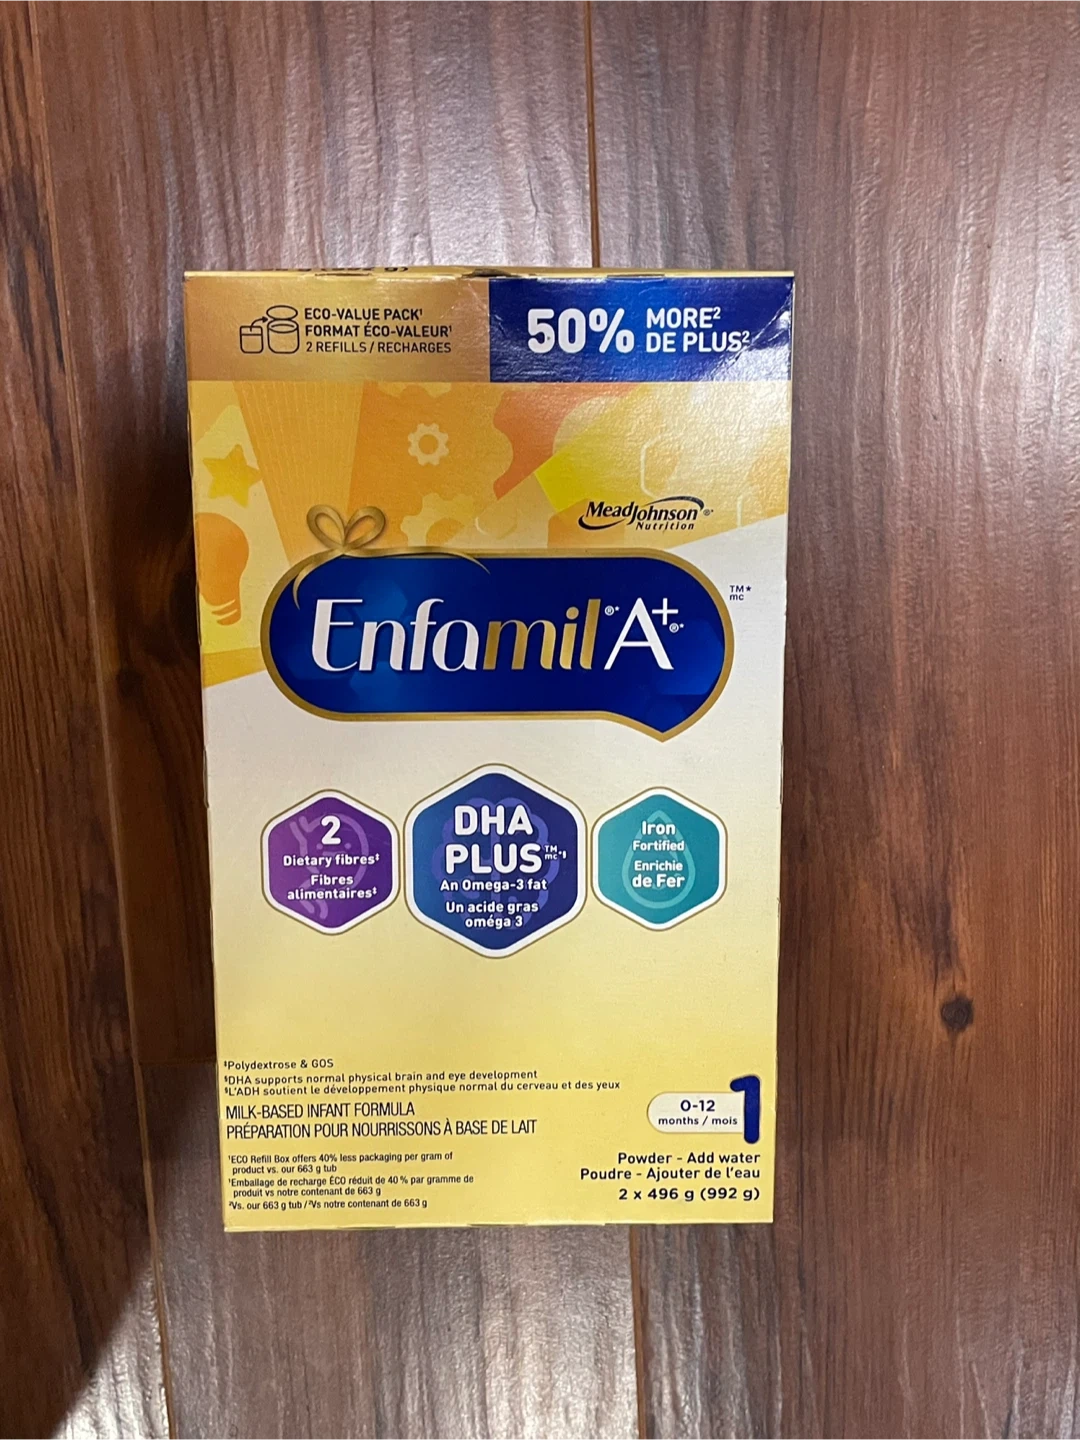 ECO-VALUE PACK¹
FORMAT ÉCO-VALEUR¹
2 REFILLS / RECHARGES
50% MORE²
DE PLUS²
MeadJohnson®*
Nutrition
Enfamil®* A+®*
TM*
mc
2
Dietary fibres‡
Fibres
alimentaires‡
DHA
PLUS
An Omega-3 fat
Un acide gras
oméga 3
Iron
Fortified
Enrichie
de Fer
‡Polydextrose & GOS
§DHA supports normal physical brain and eye development
§L'ADH soutient le développement physique normal du cerveau et des yeux
MILK-BASED INFANT FORMULA
PRÉPARATION POUR NOURRISSONS À BASE DE LAIT
0-12
months / mois
1
¹ECO Refill Box offers 40% less packaging per gram of
product vs. our 663 g tub
¹Emballage de recharge ÉCO réduit de 40 % par gramme de
produit vs notre contenant de 663 g
²Vs. our 663 g tub / ²Vs notre contenant de 663 g
Powder - Add water
Poudre - Ajouter de l'eau
2 x 496 g (992 g)